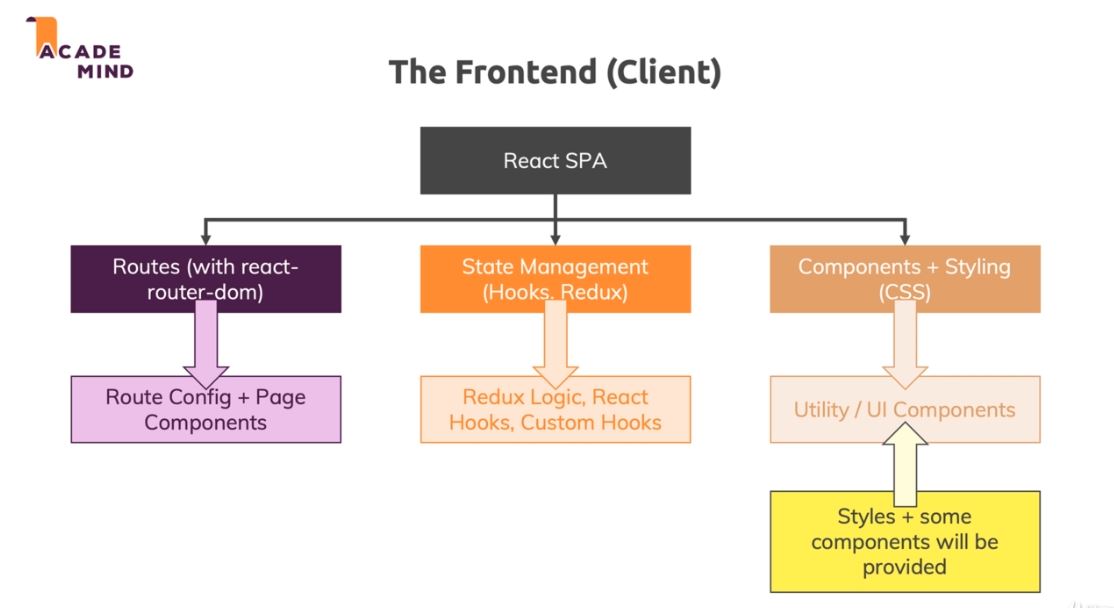 ACADE
MIND
The Frontend (Client)
React SPA
Routes (with react-
router-dom)
State Management
(Hooks, Redux)
Components + Styling
(CSS)
Route Config + Page
Components
Redux Logic, React
Hooks, Custom Hooks
Utility / UI Components
Styles + some
components will be
provided